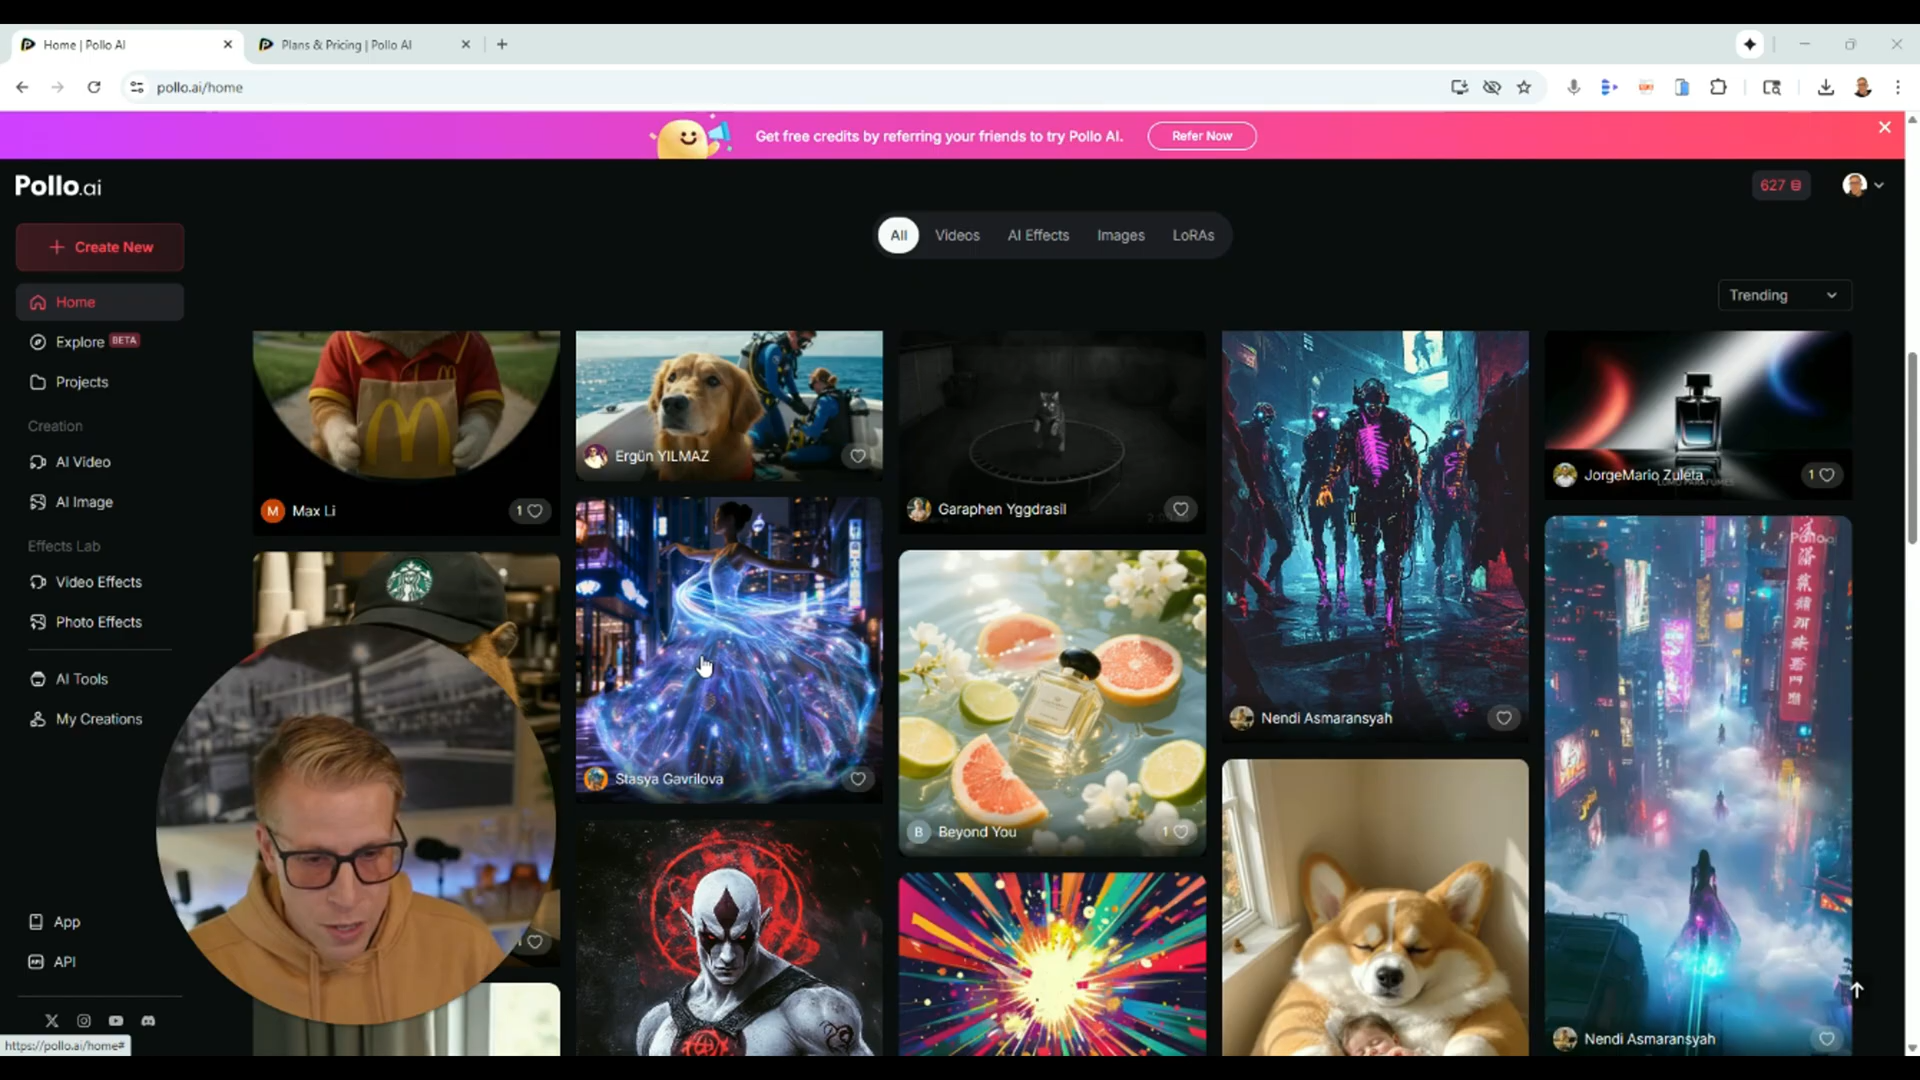 Home | Pollo AI
Plans & Pricing | Pollo AI
pollo.ai/home
Get free credits by referring your friends to try Pollo AI.
Refer Now
Pollo.ai
627
Create New
All
Videos
AI Effects
Images
LoRAs
Home
Trending
Explore BETA
Projects
Creation
AI Video
AI Image
Effects Lab
Video Effects
Photo Effects
AI Tools
My Creations
App
API
Max Li
1
Ergün YILMAZ
Stasya Gavrilova
Garaphen Yggdrasil
B
Beyond You
1
Nendi Asmaransyah
JorgeMario Zuleta
1
Nendi Asmaransyah
https://pollo.ai/home#